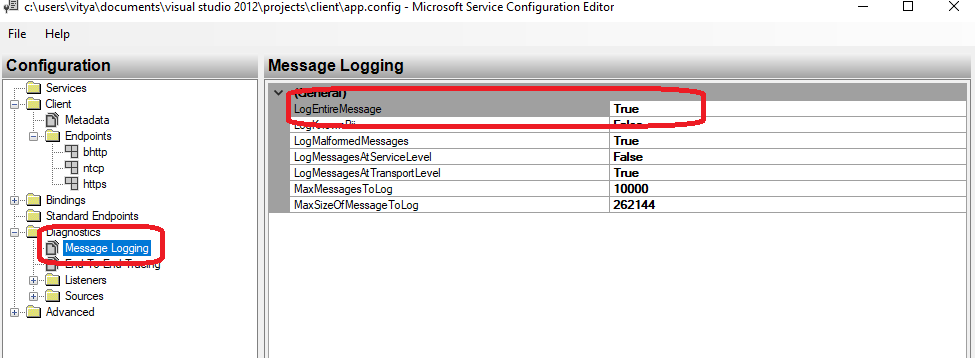 c:\users\vitya\documents\visual studio 2012\projects\client\app.config - Microsoft Service Configuration Editor
File Help
Configuration
Services
Client
Metadata
Endpoints
bhttp
ntcp
https
Bindings
Standard Endpoints
Diagnostics
Message Logging
End-To-End Tracing
Listeners
Sources
Advanced
Message Logging
(General)
LogEntireMessage True
LogKnownPii False
LogMalformedMessages True
LogMessagesAtServiceLevel False
LogMessagesAtTransportLevel True
MaxMessagesToLog 10000
MaxSizeOfMessageToLog 262144